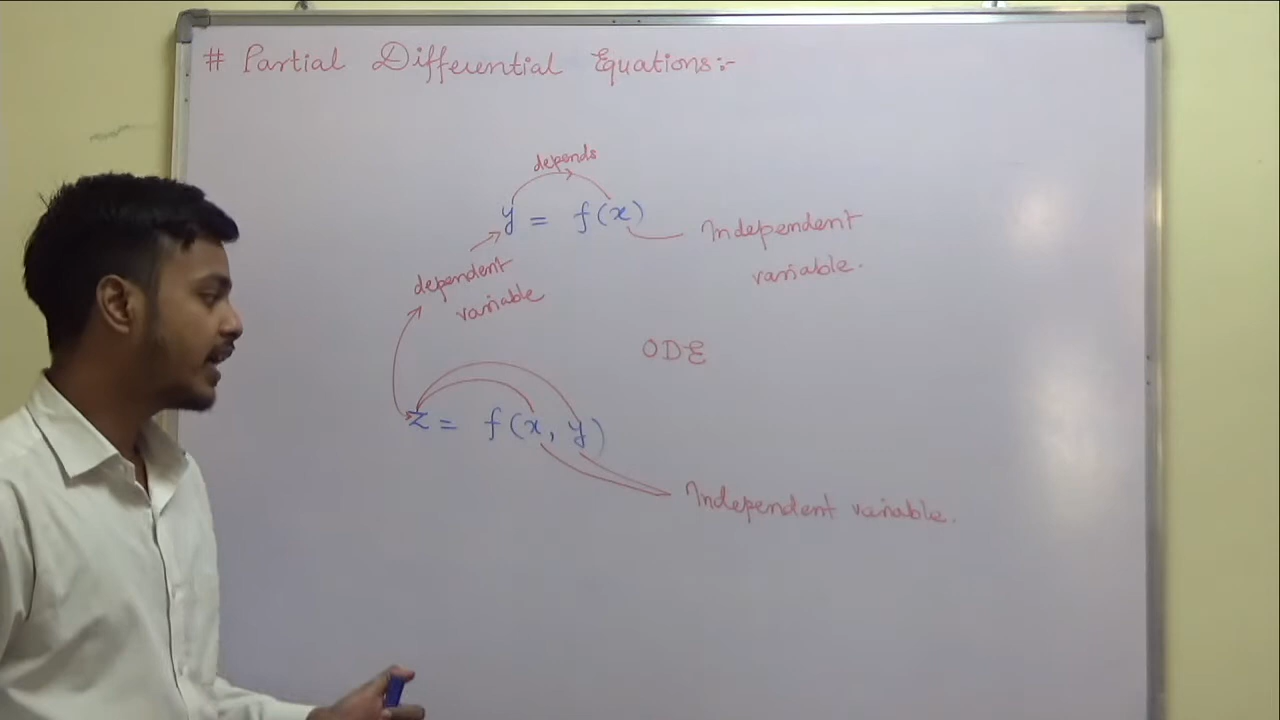 # Partial Differential Equations:-
depends
y = f(x)
Independent
variable.
dependent
variable
ODE
z = f(x, y)
Independent variable.